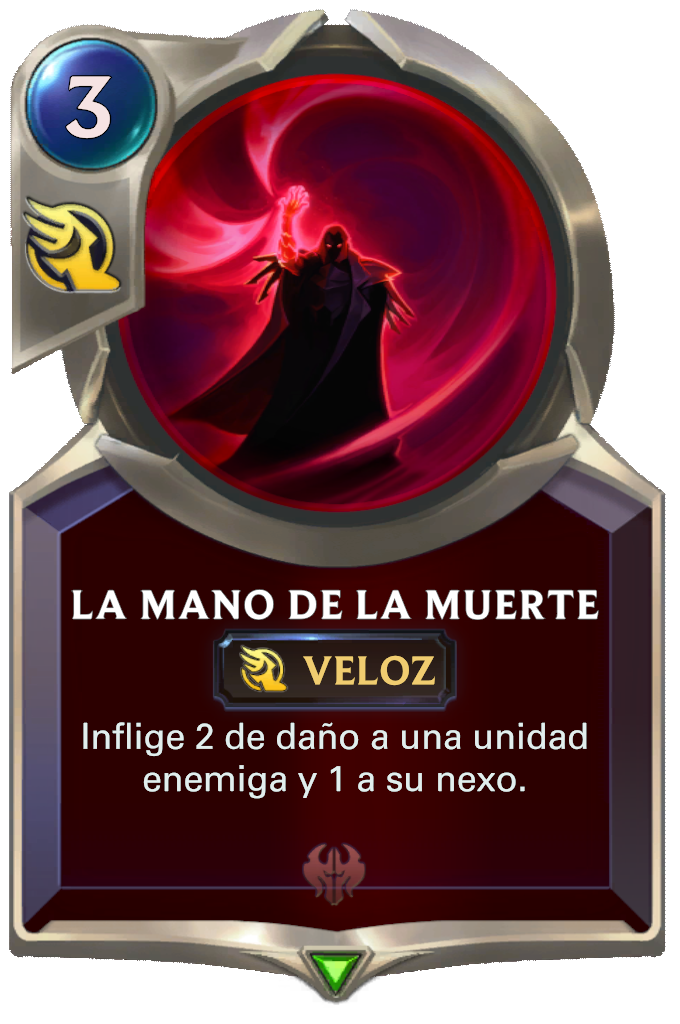 3
LA MANO DE LA MUERTE
VELOZ
Inflige 2 de daño a una unidad
enemiga y 1 a su nexo.